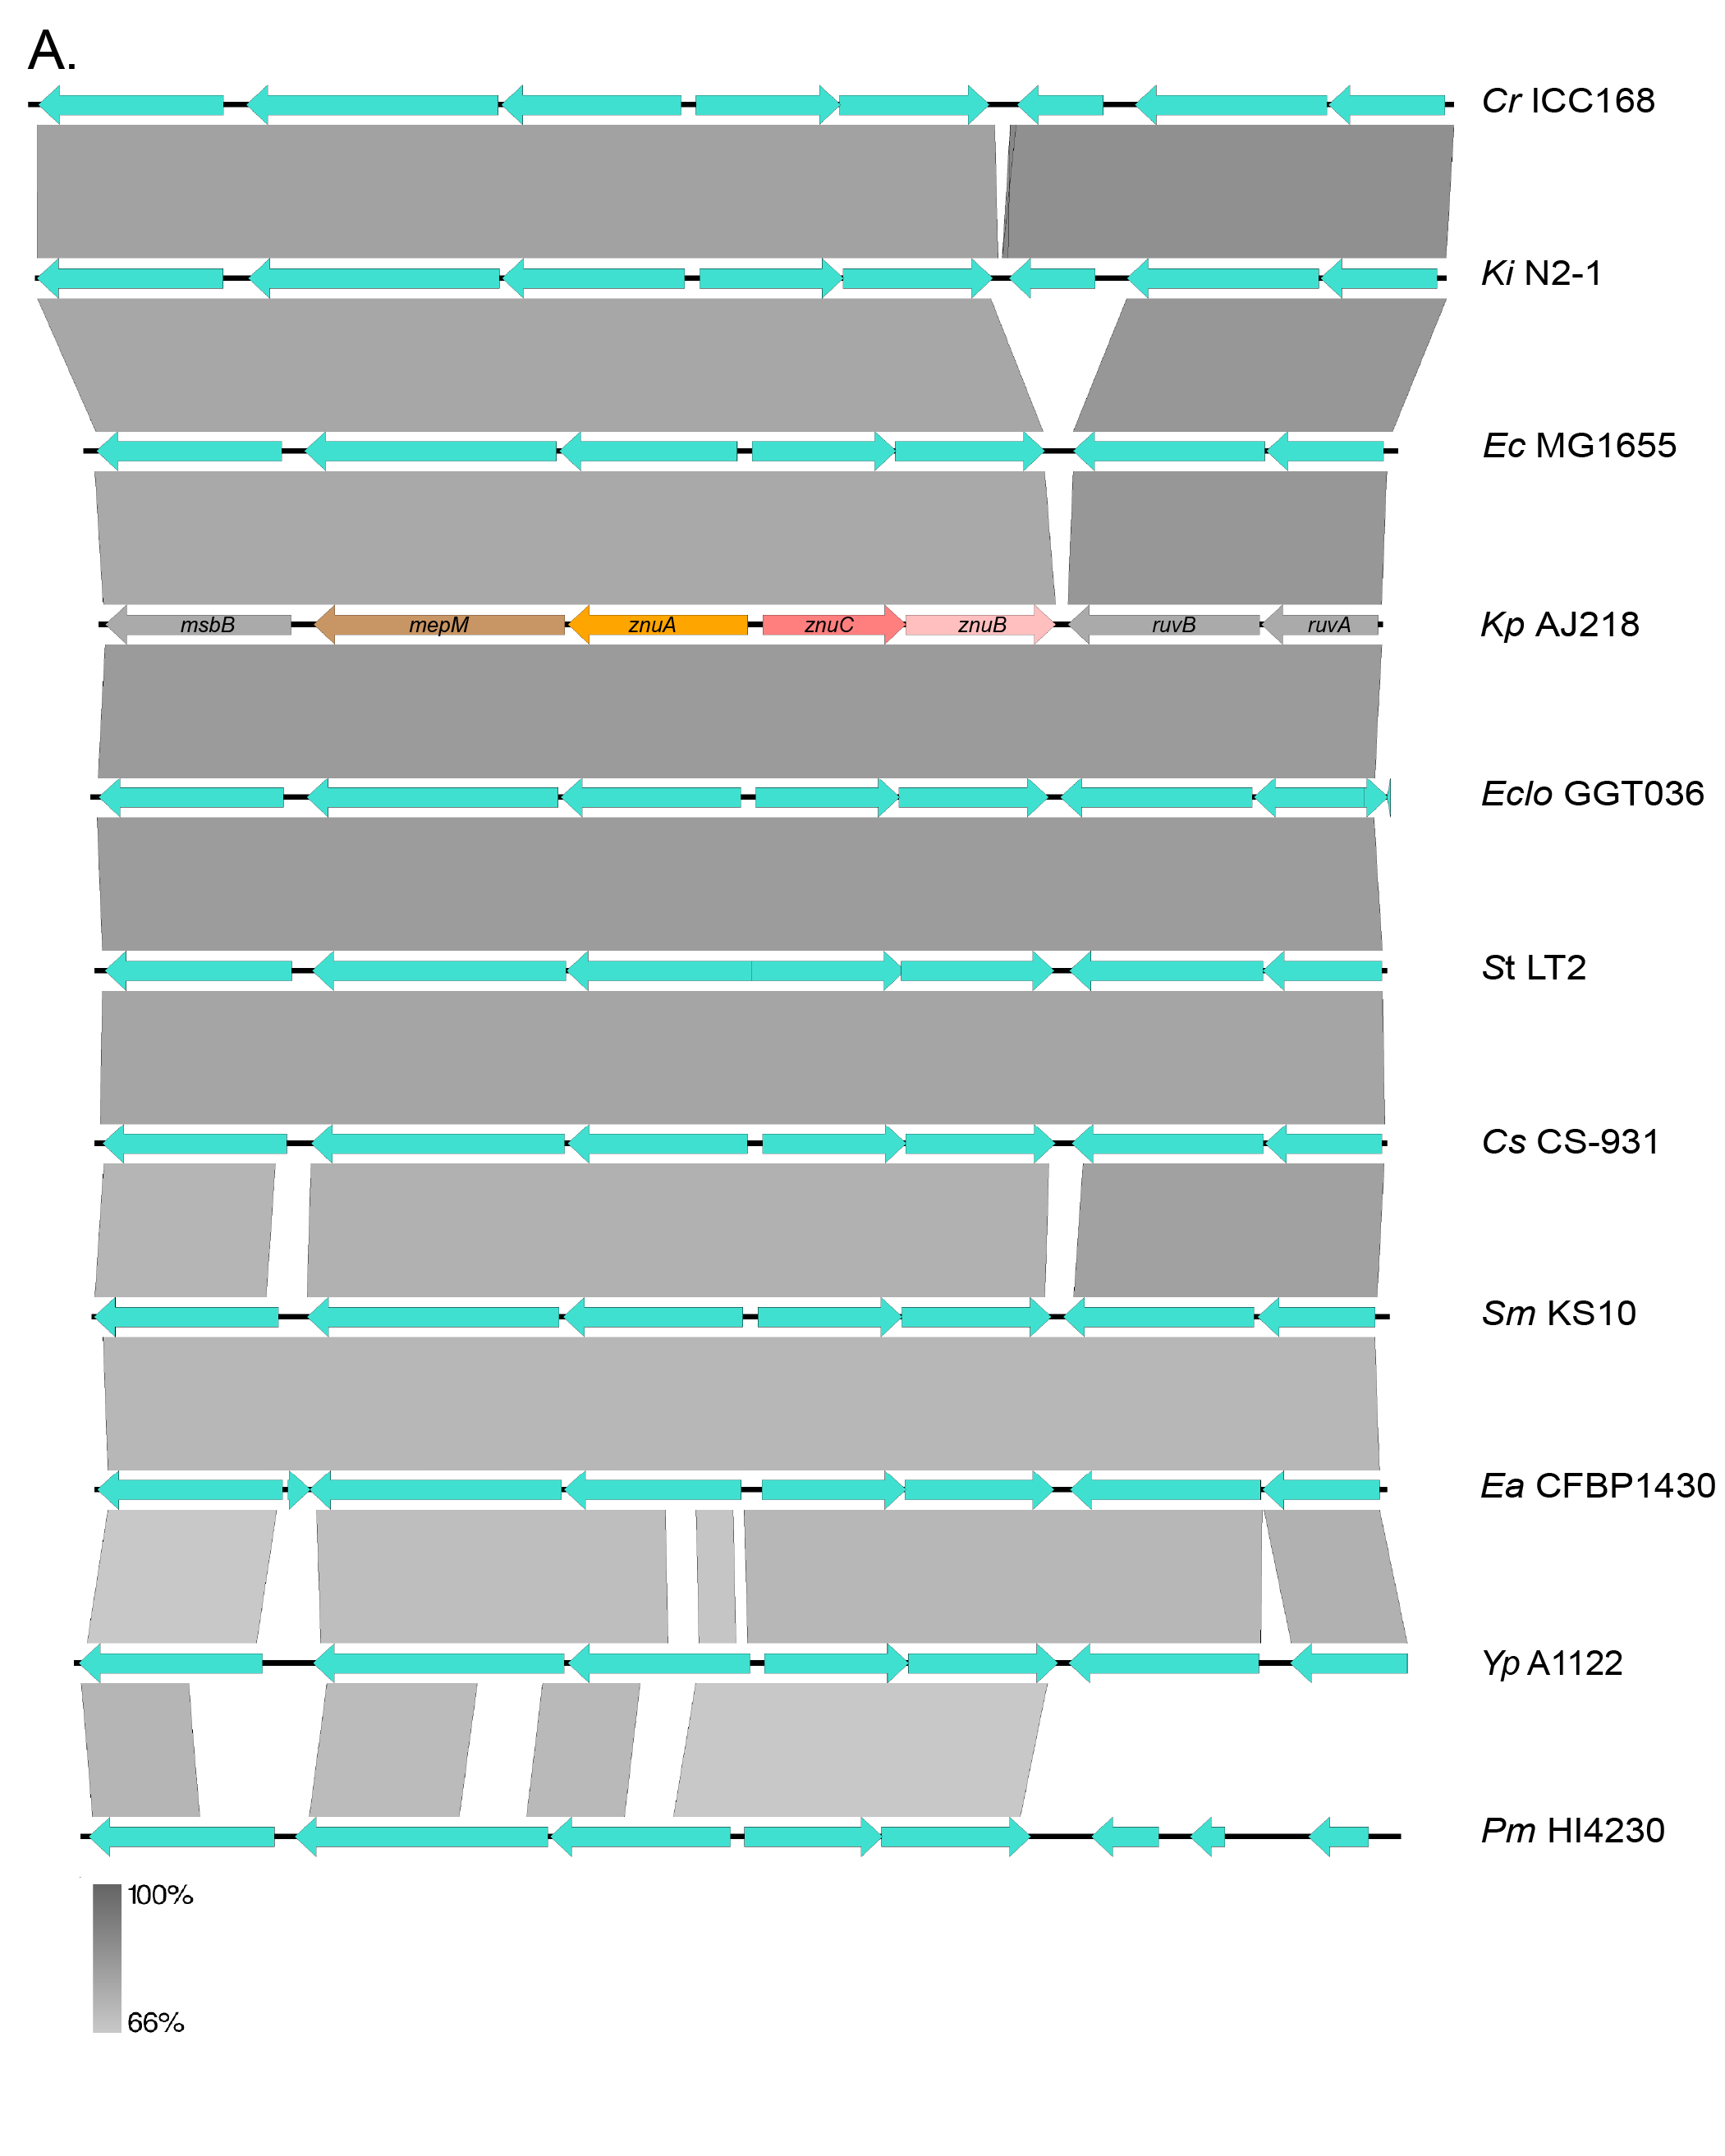 A.
Cr ICC168
Ki N2-1
Ec MG1655
msbB mepM znuA znuC znuB ruvB ruvA Kp AJ218
Eclo GGT036
St LT2
Cs CS-931
Sm KS10
Ea CFBP1430
Yp A1122
Pm HI4230
100%
66%